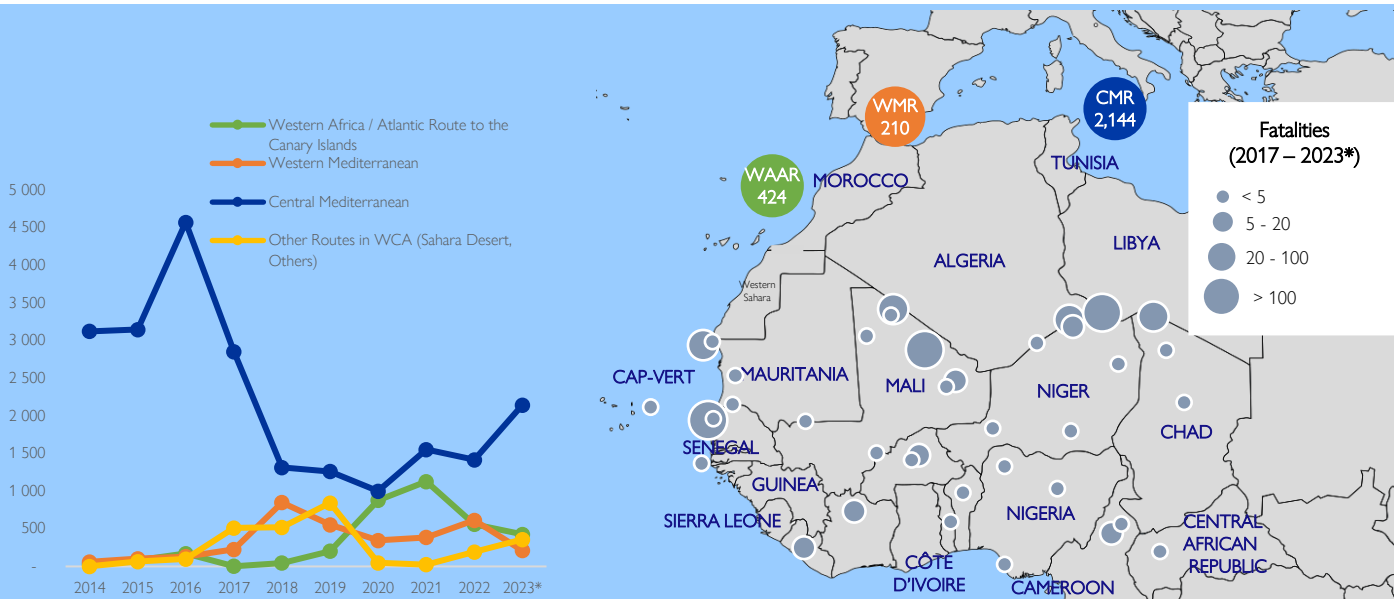 Western Africa / Atlantic Route to the
Canary Islands
Western Mediterranean
Central Mediterranean
Other Routes in WCA (Sahara Desert,
Others)
5 000
4 500
4 000
3 500
3 000
2 500
2 000
1 500
1 000
500
-
2014 2015 2016 2017 2018 2019 2020 2021 2022 2023*
WMR
210
CMR
2,144
WAAR
424
Fatalities
(2017 – 2023*)
< 5
5 - 20
20 - 100
> 100
TUNISIA
MOROCCO
LIBYA
ALGERIA
Western
Sahara
CAP-VERT
MAURITANIA
MALI
NIGER
CHAD
SENEGAL
GUINEA
SIERRA LEONE
NIGERIA
CENTRAL
AFRICAN
REPUBLIC
CÔTE
D'IVOIRE
CAMEROON